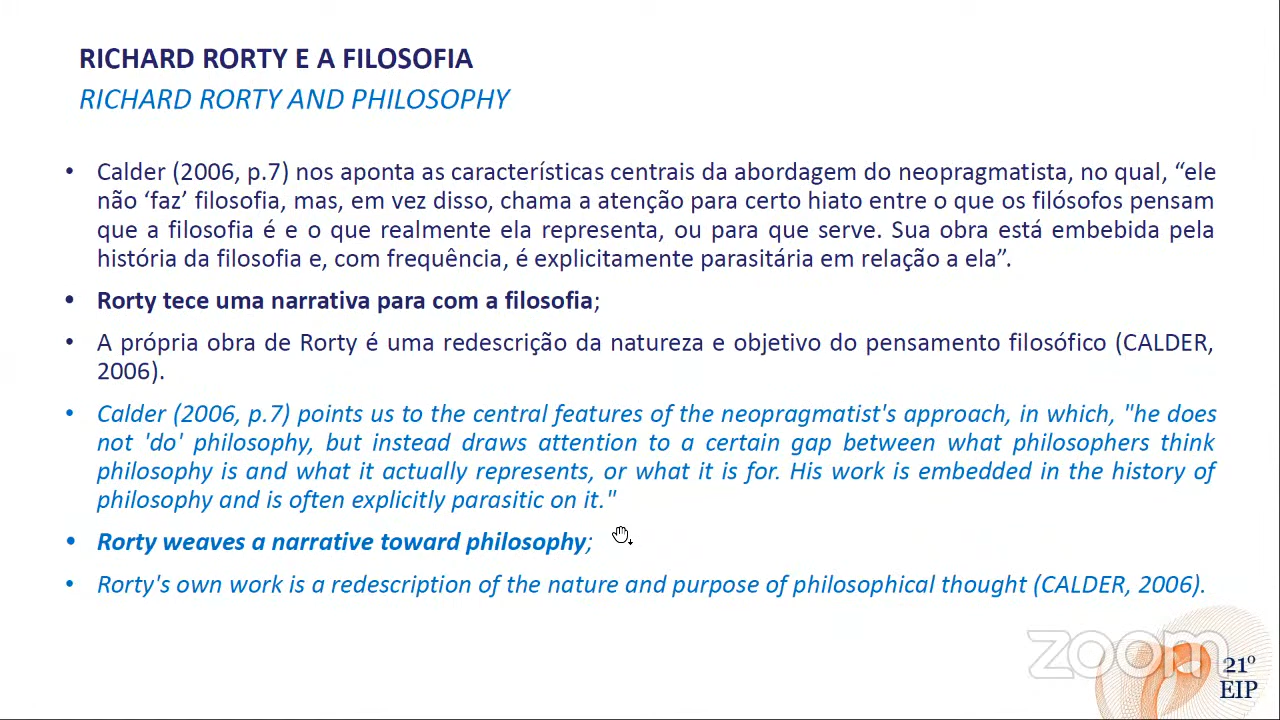 RICHARD RORTY E A FILOSOFIA
RICHARD RORTY AND PHILOSOPHY
• Calder (2006, p.7) nos aponta as características centrais da abordagem do neopragmatista, no qual, “ele
não ‘faz’ filosofia, mas, em vez disso, chama a atenção para certo hiato entre o que os filósofos pensam
que a filosofia é e o que realmente ela representa, ou para que serve. Sua obra está embebida pela
história da filosofia e, com frequência, é explicitamente parasitária em relação a ela”.
• Rorty tece uma narrativa para com a filosofia;
• A própria obra de Rorty é uma redescrição da natureza e objetivo do pensamento filosófico (CALDER,
2006).
• Calder (2006, p.7) points us to the central features of the neopragmatist's approach, in which, "he does
not 'do' philosophy, but instead draws attention to a certain gap between what philosophers think
philosophy is and what it actually represents, or what it is for. His work is embedded in the history of
philosophy and is often explicitly parasitic on it."
• Rorty weaves a narrative toward philosophy;
• Rorty's own work is a redescription of the nature and purpose of philosophical thought (CALDER, 2006).
zoom
21º
EIP